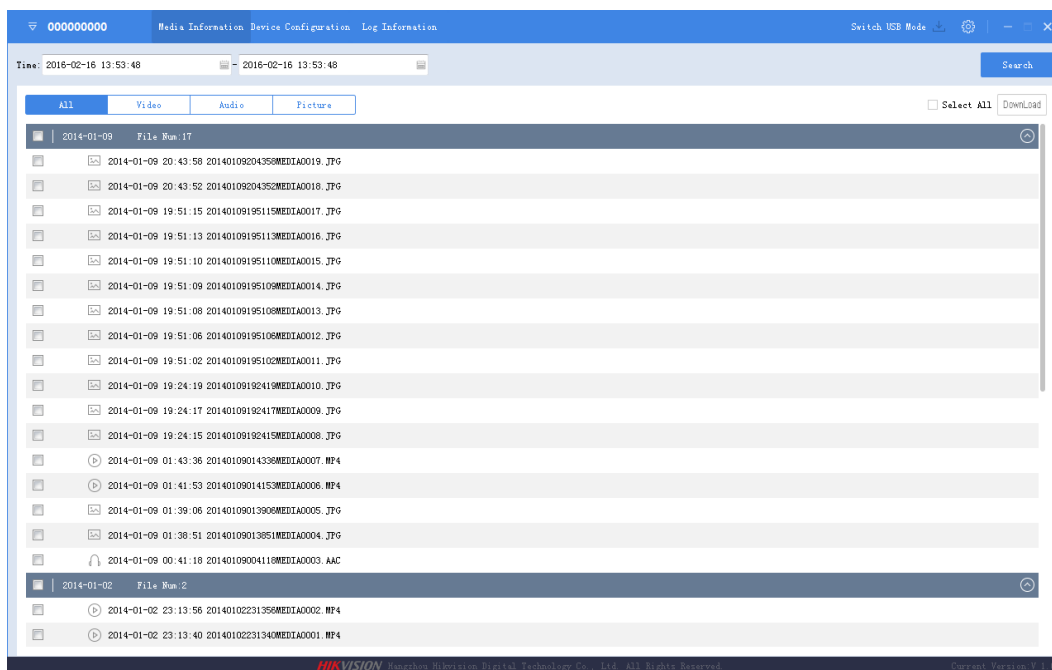 000000000 Media Information Device Configuration Log Information Switch USB Mode
Time: 2016-02-16 13:53:48 - 2016-02-16 13:53:48 Search
All Video Audio Picture Select All DownLoad
2014-01-09 File Num:17
2014-01-09 20:43:58 20140109204358MEDIA0019.JPG
2014-01-09 20:43:52 20140109204352MEDIA0018.JPG
2014-01-09 19:51:15 20140109195115MEDIA0017.JPG
2014-01-09 19:51:13 20140109195113MEDIA0016.JPG
2014-01-09 19:51:10 20140109195110MEDIA0015.JPG
2014-01-09 19:51:09 20140109195109MEDIA0014.JPG
2014-01-09 19:51:08 20140109195108MEDIA0013.JPG
2014-01-09 19:51:06 20140109195106MEDIA0012.JPG
2014-01-09 19:51:02 20140109195102MEDIA0011.JPG
2014-01-09 19:24:19 20140109192419MEDIA0010.JPG
2014-01-09 19:24:17 20140109192417MEDIA0009.JPG
2014-01-09 19:24:15 20140109192415MEDIA0008.JPG
2014-01-09 01:43:36 20140109014336MEDIA0007.MP4
2014-01-09 01:41:53 20140109014153MEDIA0006.MP4
2014-01-09 01:39:06 20140109013906MEDIA0005.JPG
2014-01-09 01:38:51 20140109013851MEDIA0004.JPG
2014-01-09 00:41:18 20140109004118MEDIA0003.AAC
2014-01-02 File Num:2
2014-01-02 23:13:56 20140102231356MEDIA0002.MP4
2014-01-02 23:13:40 20140102231340MEDIA0001.MP4
HIKVISION Hangzhou Hikvision Digital Technology Co., Ltd. All Rights Reserved Current Version